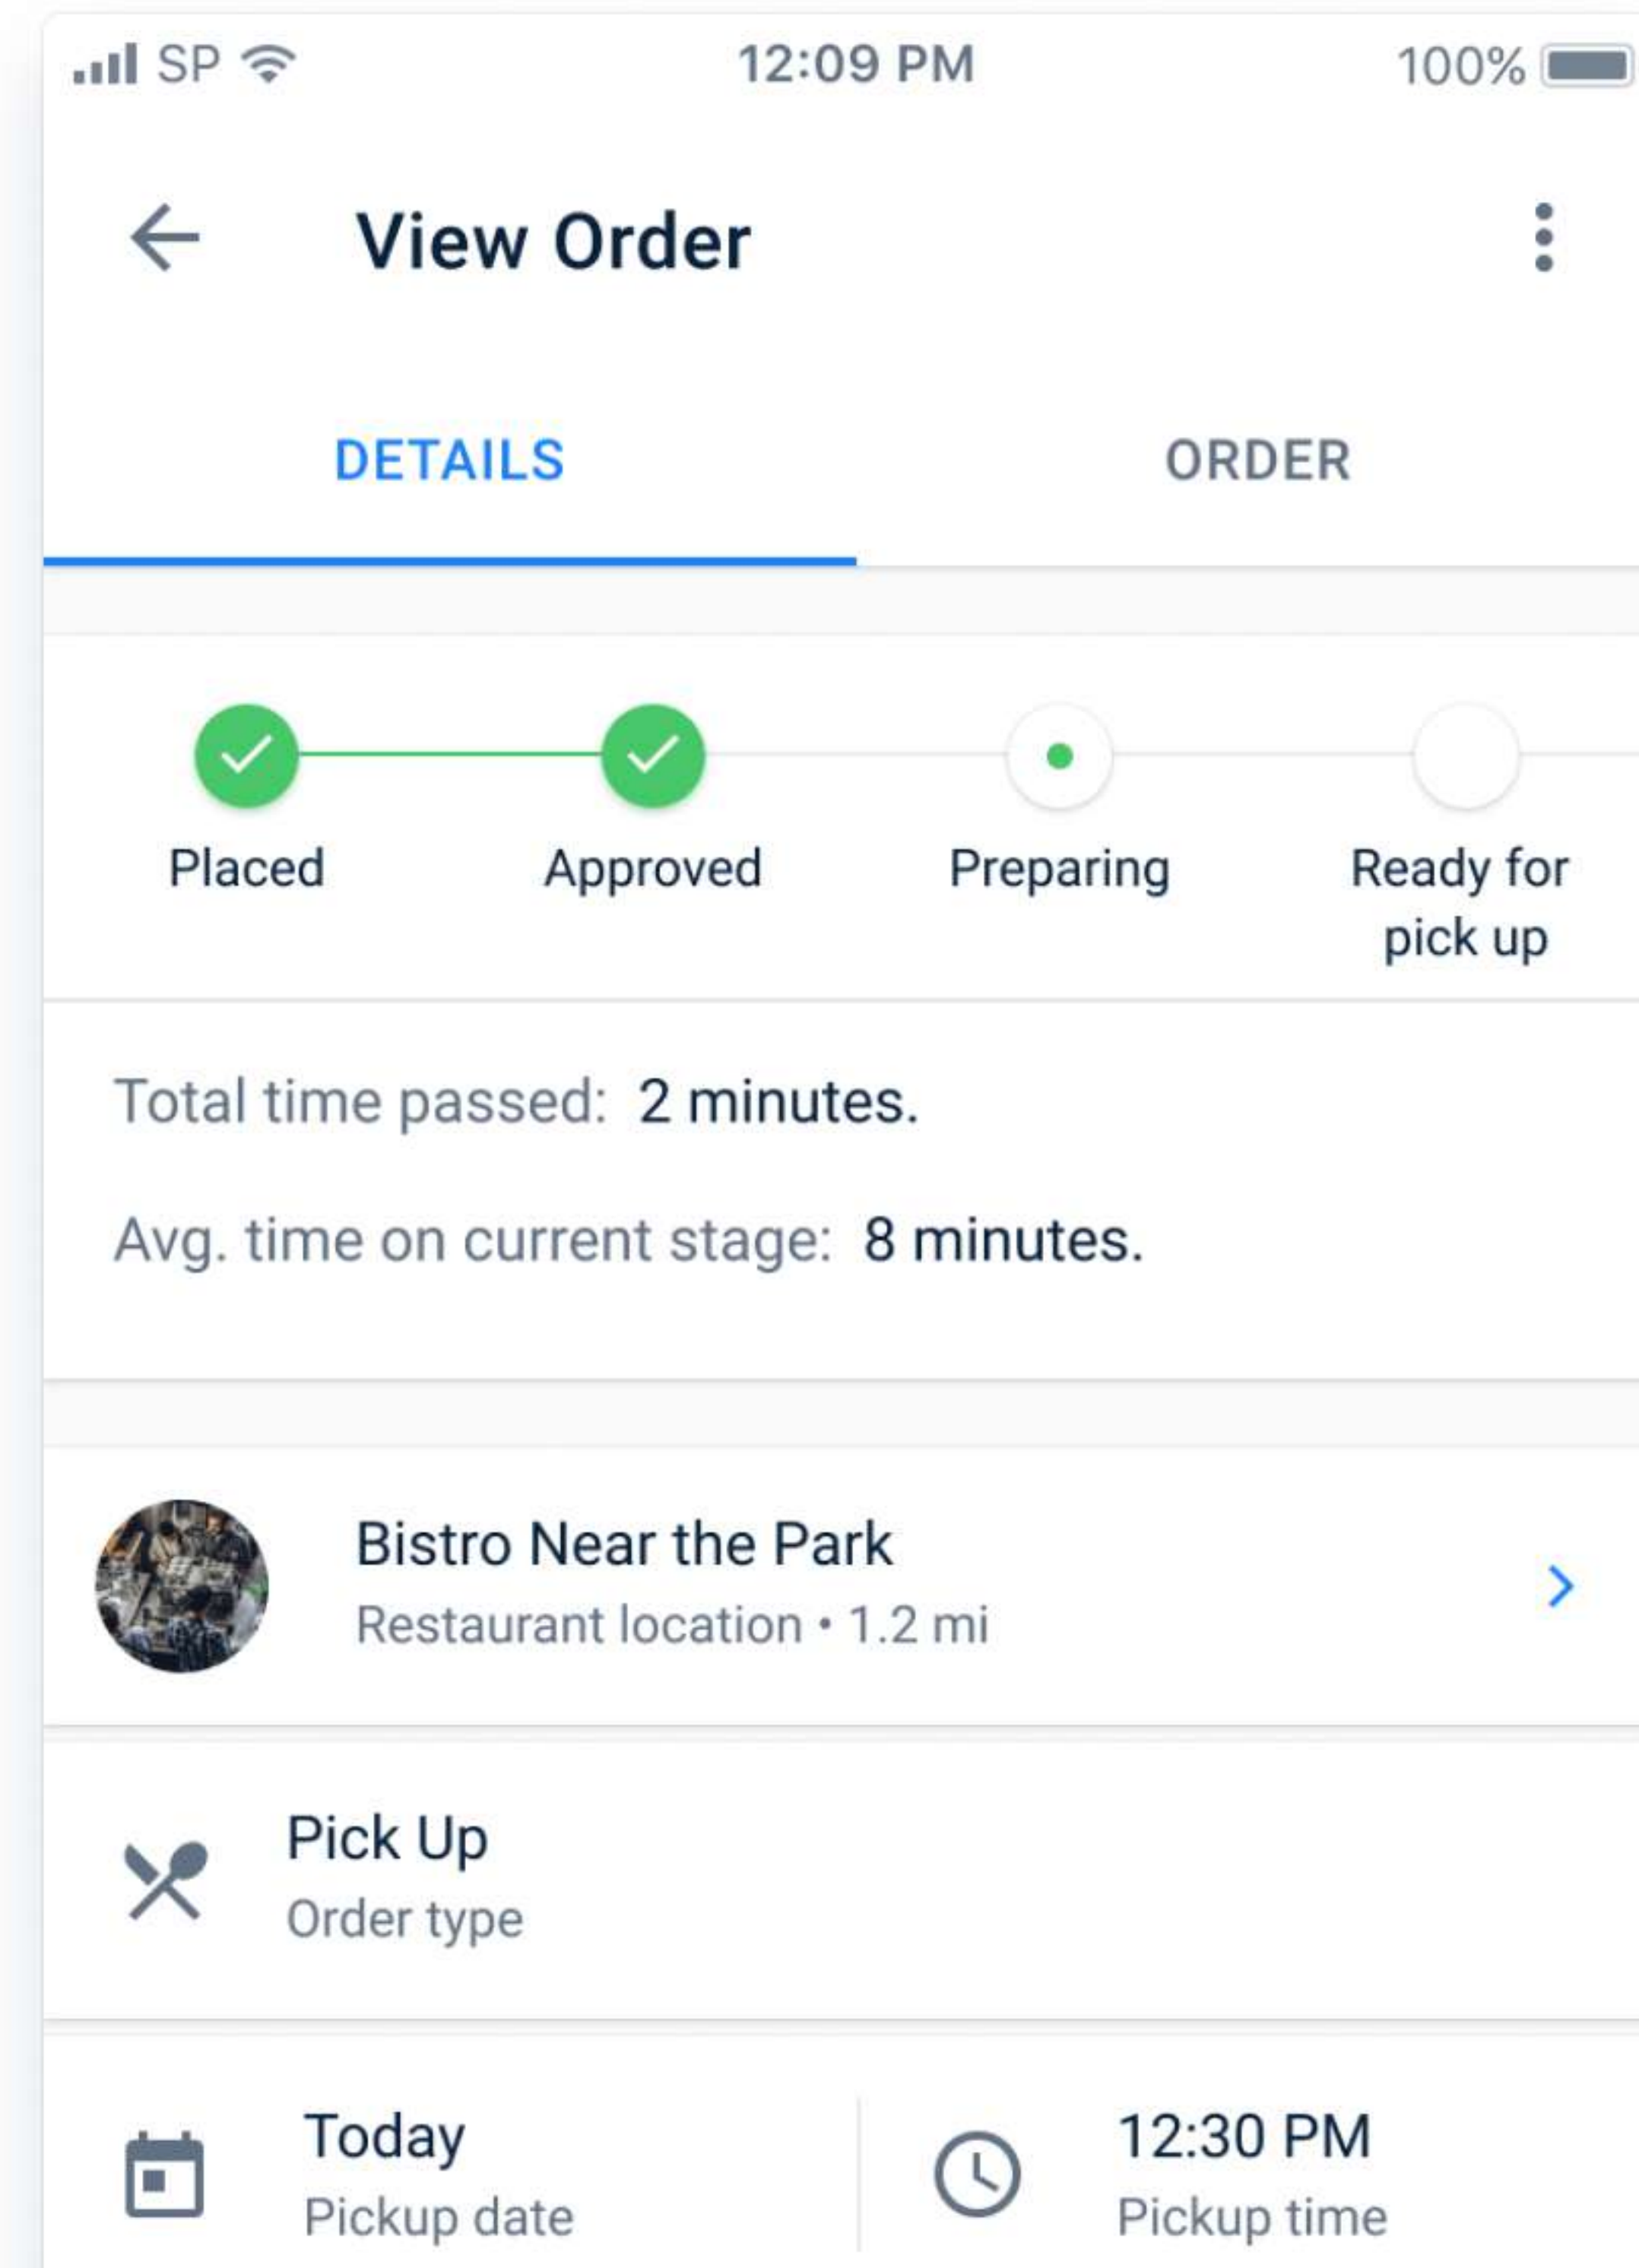 SP 12:09 PM 100%
View Order
DETAILS ORDER
Placed Approved Preparing Ready for
pick up
Total time passed: 2 minutes.
Avg. time on current stage: 8 minutes.
Bistro Near the Park
Restaurant location • 1.2 mi
Pick Up
Order type
Today 12:30 PM
Pickup date Pickup time